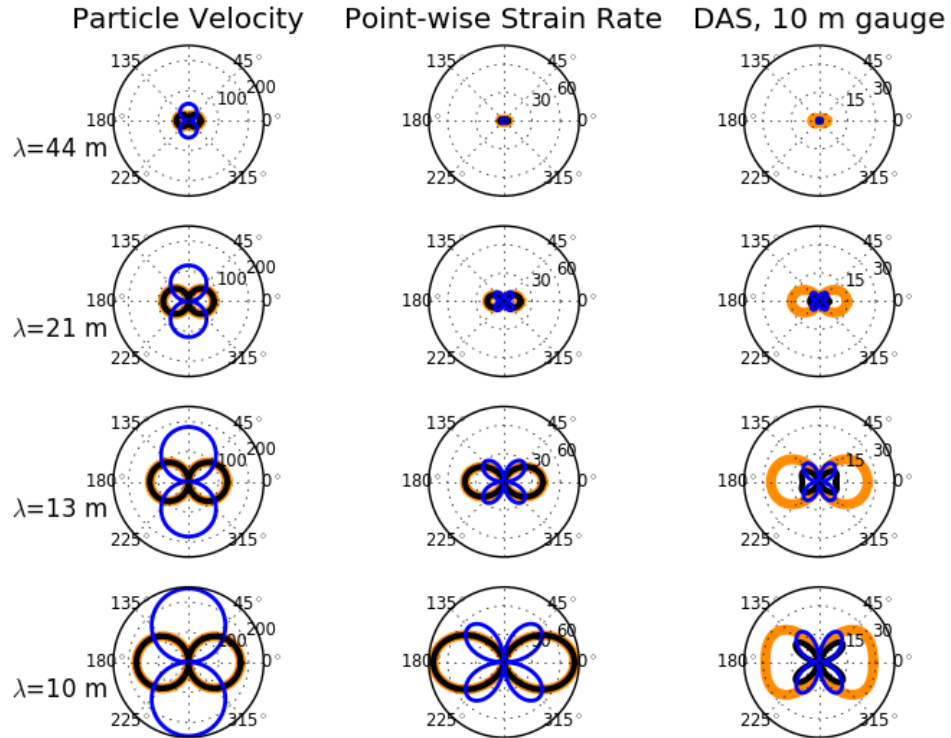 Particle Velocity Point-wise Strain Rate DAS, 10 m gauge
135° 45° 135° 45° 135° 45°
100 200 30 60 15 30
180° 0° 180° 0° 180° 0°
λ=44 m
225° 315° 225° 315° 225° 315°
135° 45° 135° 45° 135° 45°
100 200 30 60 15 30
180° 0° 180° 0° 180° 0°
λ=21 m
225° 315° 225° 315° 225° 315°
135° 45° 135° 45° 135° 45°
100 200 30 60 15 30
180° 0° 180° 0° 180° 0°
λ=13 m
225° 315° 225° 315° 225° 315°
135° 45° 135° 45° 135° 45°
100 200 30 60 15 30
180° 0° 180° 0° 180° 0°
λ=10 m
225° 315° 225° 315° 225° 315°